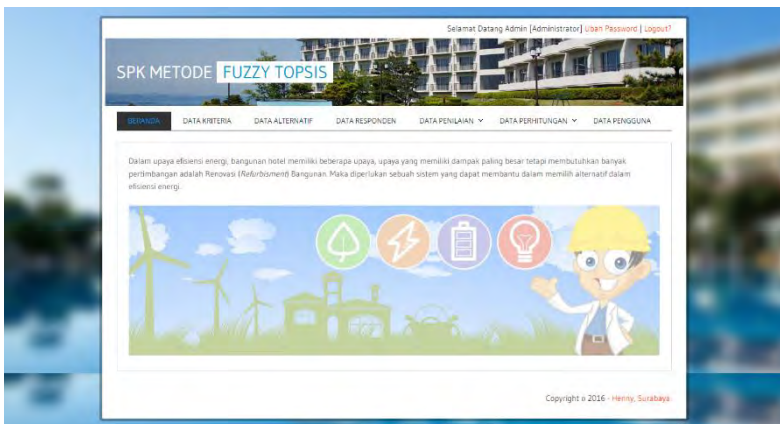 Selamat Datang Admin [Administrator] Ubah Password | Logout?
SPK METODE FUZZY TOPSIS
BERANDA DATA KRITERIA DATA ALTERNATIF DATA RESPONDEN DATA PENILAIAN DATA PERHITUNGAN DATA PENGGUNA
Dalam upaya efisiensi energi, bangunan hotel memiliki beberapa upaya, upaya yang memiliki dampak paling besar tetapi membutuhkan banyak
pertimbangan adalah Renovasi (Refurbisment) Bangunan. Maka diperlukan sebuah sistem yang dapat membantu dalam memilih alternatif dalam
efisiensi energi.
Copyright © 2016 - Henny, Surabaya